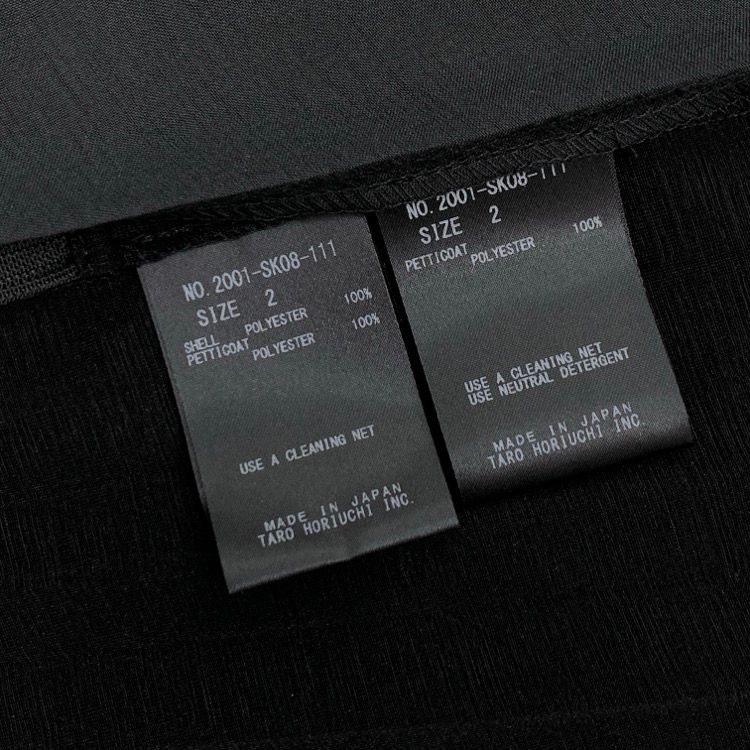 NO. 2001-SK08-111
SIZE 2
SHELL POLYESTER 100%
PETTICOAT POLYESTER 100%
USE A CLEANING NET
MADE IN JAPAN
TARO HORIUCHI INC.
NO. 2001-SK08-111
SIZE 2
PETTICOAT POLYESTER 100%
USE A CLEANING NET
USE NEUTRAL DETERGENT
MADE IN JAPAN
TARO HORIUCHI INC.